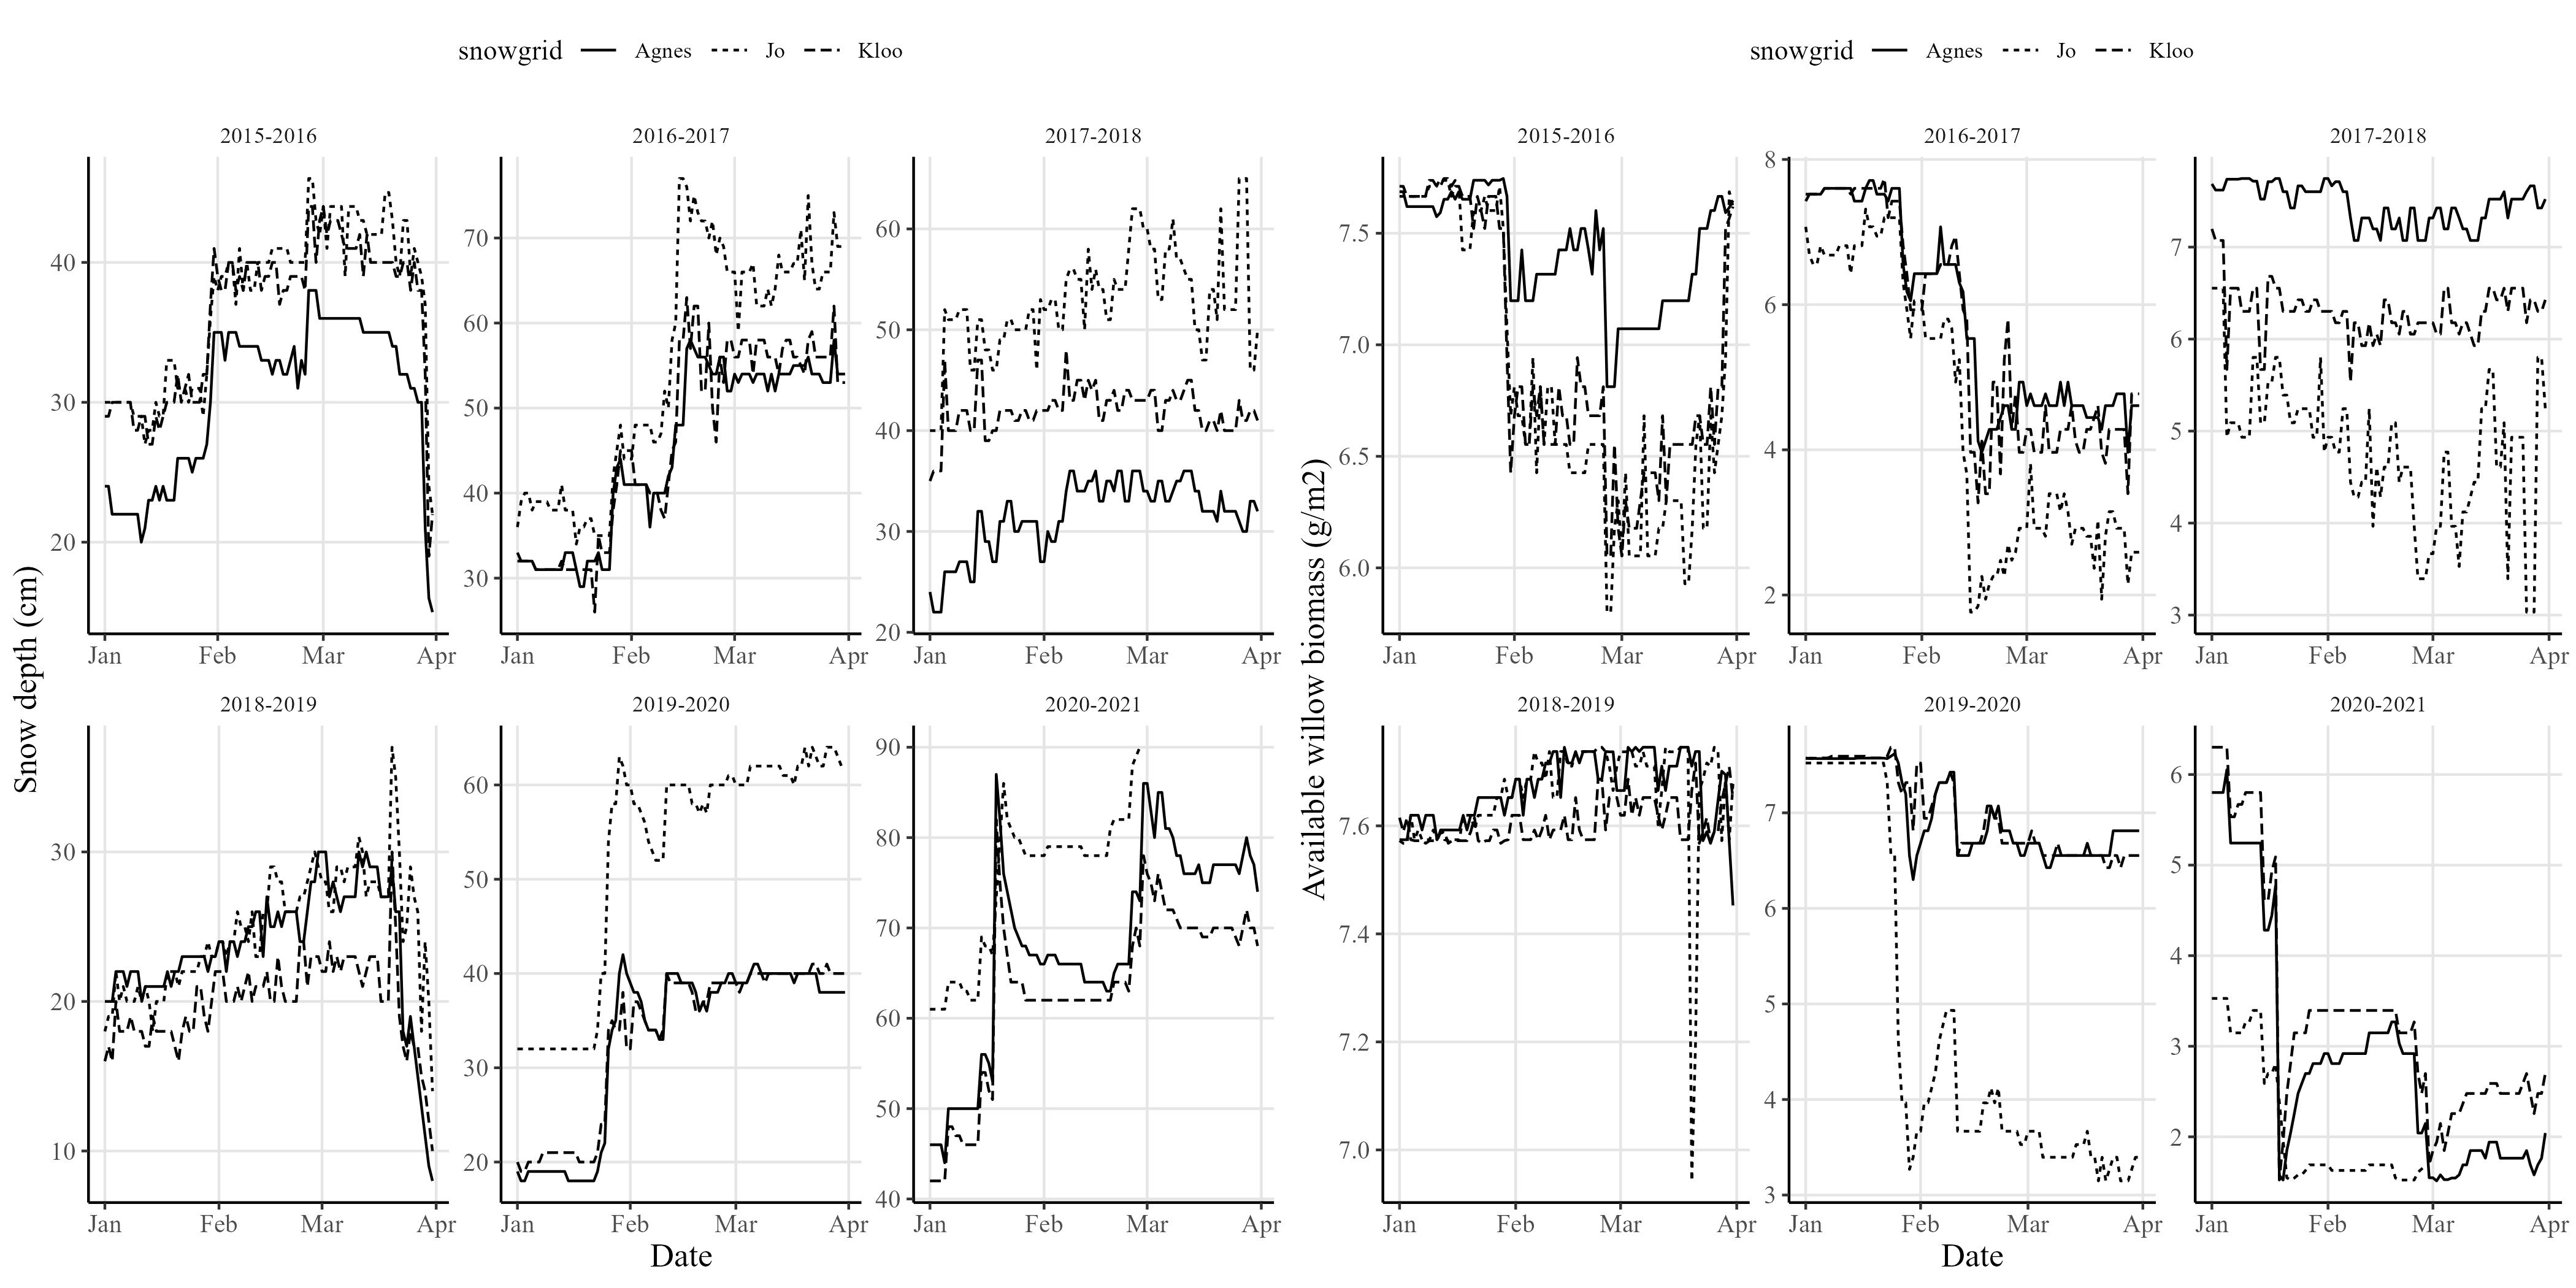 snowgrid Agnes Jo Kloo
snowgrid Agnes Jo Kloo
2015-2016 2016-2017 2017-2018
2015-2016 2016-2017 2017-2018
Snow depth (cm)
40
30
20
70
60
50
40
30
60
50
40
30
20
Jan Feb Mar Apr
Jan Feb Mar Apr
Jan Feb Mar Apr
Available willow biomass (g/m2)
7.5
7.0
6.5
6.0
8
6
4
2
7
6
5
4
3
Jan Feb Mar Apr
Jan Feb Mar Apr
Jan Feb Mar Apr
2018-2019 2019-2020 2020-2021
2018-2019 2019-2020 2020-2021
30
20
10
60
50
40
30
20
90
80
70
60
50
40
Jan Feb Mar Apr
Jan Feb Mar Apr
Jan Feb Mar Apr
Date
7.6
7.4
7.2
7.0
7
6
5
4
3
6
5
4
3
2
Jan Feb Mar Apr
Jan Feb Mar Apr
Jan Feb Mar Apr
Date